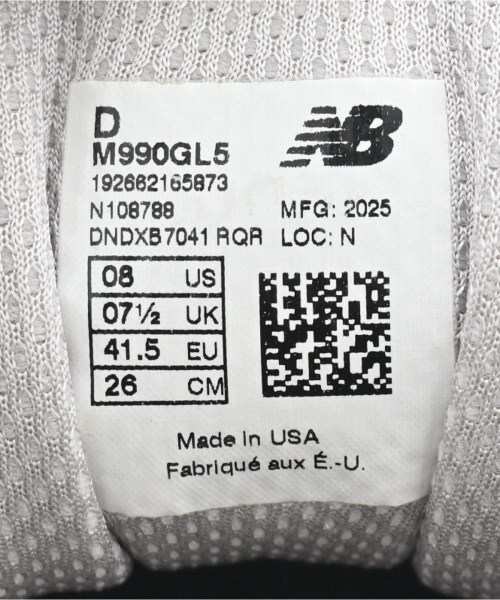 D
M990GL5
NB
192662165873
N108788
MFG: 2025
DNDXB7041 RQR
LOC: N
08 US
07½ UK
41.5 EU
26 CM
Made in USA
Fabriqué aux É.-U.